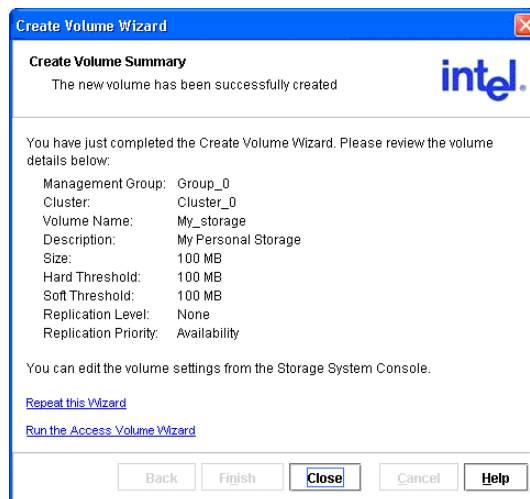 Create Volume Wizard
Create Volume Summary
The new volume has been successfully created
intel.
You have just completed the Create Volume Wizard. Please review the volume
details below:
Management Group: Group_0
Cluster: Cluster_0
Volume Name: My_storage
Description: My Personal Storage
Size: 100 MB
Hard Threshold: 100 MB
Soft Threshold: 100 MB
Replication Level: None
Replication Priority: Availability
You can edit the volume settings from the Storage System Console.
Repeat this Wizard
Run the Access Volume Wizard
Back Finish Close Cancel Help